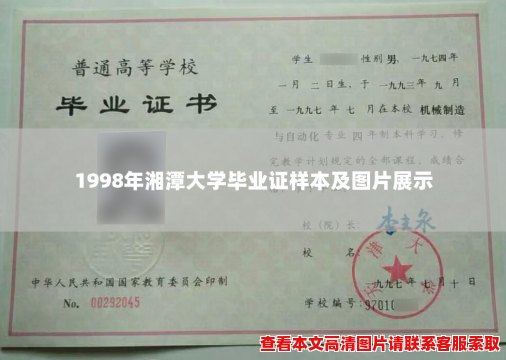 普通高等学校
毕业证书
学生 性别 男，一九七四年
一月二日生，于一九九三年九月
至一九九七年七月在本校 机械制造
与自动化 专业 四年制本科学习，修
完教学计划规定的全部课程，成绩合
1998年湘潭大学毕业证样本及图片展示
校（院）长
校 名
津大
一九九七年七月十日
中华人民共和国国家教育委员会印制
No. 00292045
学校编号：9201
查看本文高清图片请联系客服索取